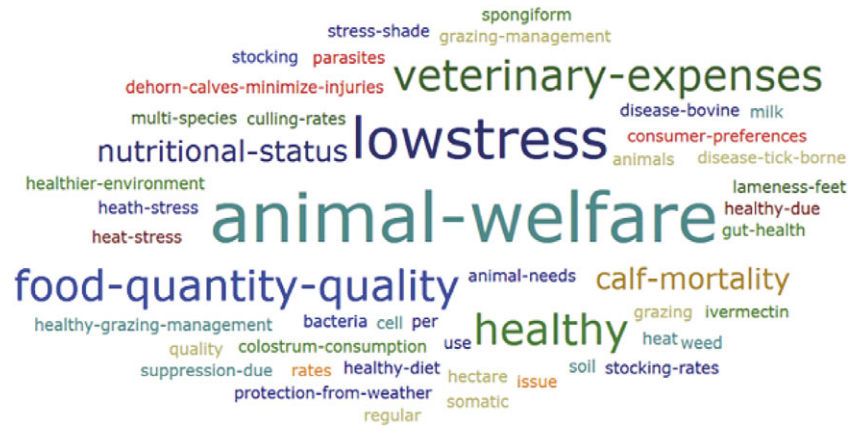 spongiform
stress-shade grazing-management
stocking parasites
veterinary-expenses
dehorn-calves-minimize-injuries
multi-species culling-rates
disease-bovine milk
lowstress
consumer-preferences
nutritional-status
animals disease-tick-borne
healthier-environment
lameness-feet
heath-stress
animal-welfare
healthy-due
heat-stress
gut-health
food-quantity-quality
animal-needs
calf-mortality
healthy-grazing-management
bacteria cell per
grazing ivermectin
healthy
quality colostrum-consumption use
heat weed
suppression-due rates healthy-diet
soil stocking-rates
hectare issue
protection-from-weather
somatic
regular